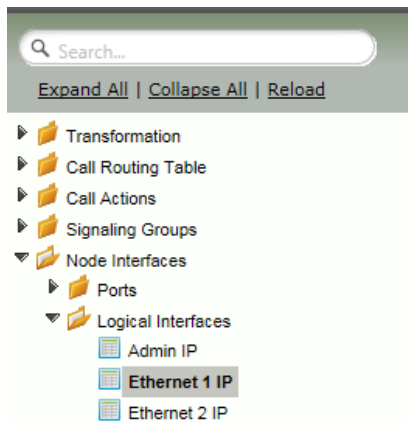 Search...
Expand All | Collapse All | Reload
Transformation
Call Routing Table
Call Actions
Signaling Groups
Node Interfaces
Ports
Logical Interfaces
Admin IP
Ethernet 1 IP
Ethernet 2 IP